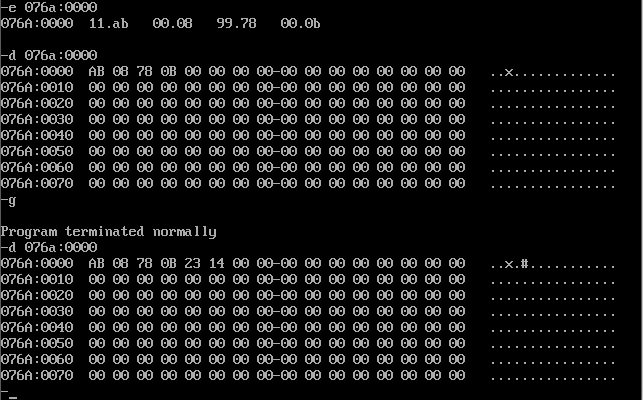 -e 076a:0000
076A:0000  11.ab   00.08   99.78   00.0b

-d 076a:0000
076A:0000  AB 08 78 0B 00 00 00 00-00 00 00 00 00 00 00 00   ..x.............
076A:0010  00 00 00 00 00 00 00 00-00 00 00 00 00 00 00 00   ................
076A:0020  00 00 00 00 00 00 00 00-00 00 00 00 00 00 00 00   ................
076A:0030  00 00 00 00 00 00 00 00-00 00 00 00 00 00 00 00   ................
076A:0040  00 00 00 00 00 00 00 00-00 00 00 00 00 00 00 00   ................
076A:0050  00 00 00 00 00 00 00 00-00 00 00 00 00 00 00 00   ................
076A:0060  00 00 00 00 00 00 00 00-00 00 00 00 00 00 00 00   ................
076A:0070  00 00 00 00 00 00 00 00-00 00 00 00 00 00 00 00   ................
-g

Program terminated normally
-d 076a:0000
076A:0000  AB 08 78 0B 23 14 00 00-00 00 00 00 00 00 00 00   ..x.#...........
076A:0010  00 00 00 00 00 00 00 00-00 00 00 00 00 00 00 00   ................
076A:0020  00 00 00 00 00 00 00 00-00 00 00 00 00 00 00 00   ................
076A:0030  00 00 00 00 00 00 00 00-00 00 00 00 00 00 00 00   ................
076A:0040  00 00 00 00 00 00 00 00-00 00 00 00 00 00 00 00   ................
076A:0050  00 00 00 00 00 00 00 00-00 00 00 00 00 00 00 00   ................
076A:0060  00 00 00 00 00 00 00 00-00 00 00 00 00 00 00 00   ................
076A:0070  00 00 00 00 00 00 00 00-00 00 00 00 00 00 00 00   ................
-_